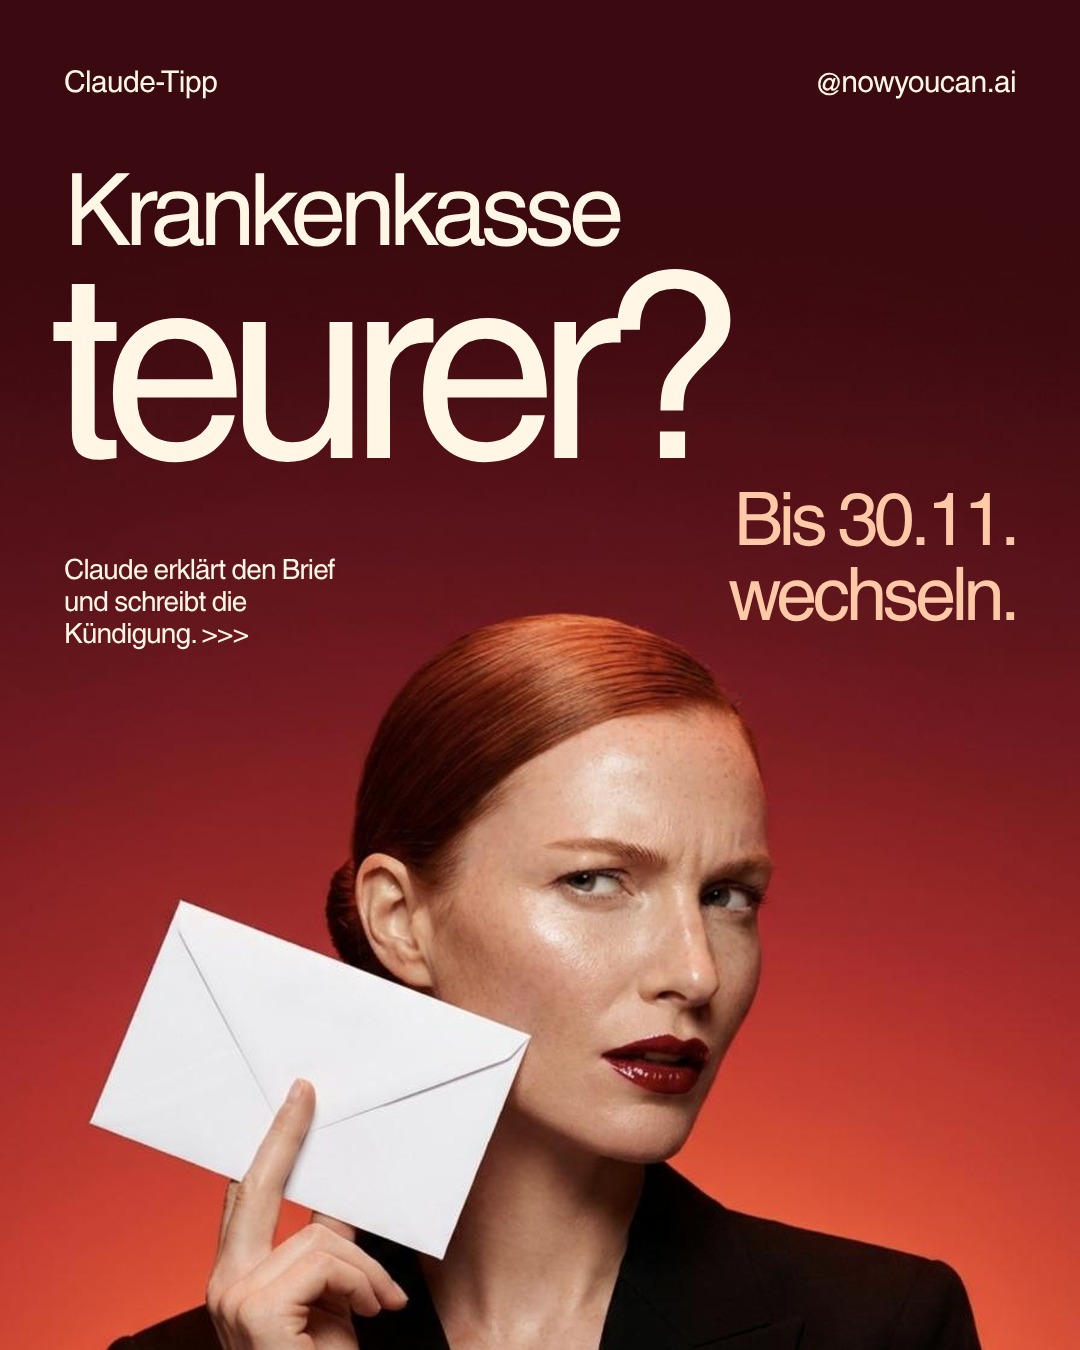 Claude-Tipp
@nowyoucan.ai
Krankenkasse
teurer?
Bis 30.11.
wechseln.
Claude erklärt den Brief
und schreibt die
Kündigung. >>>